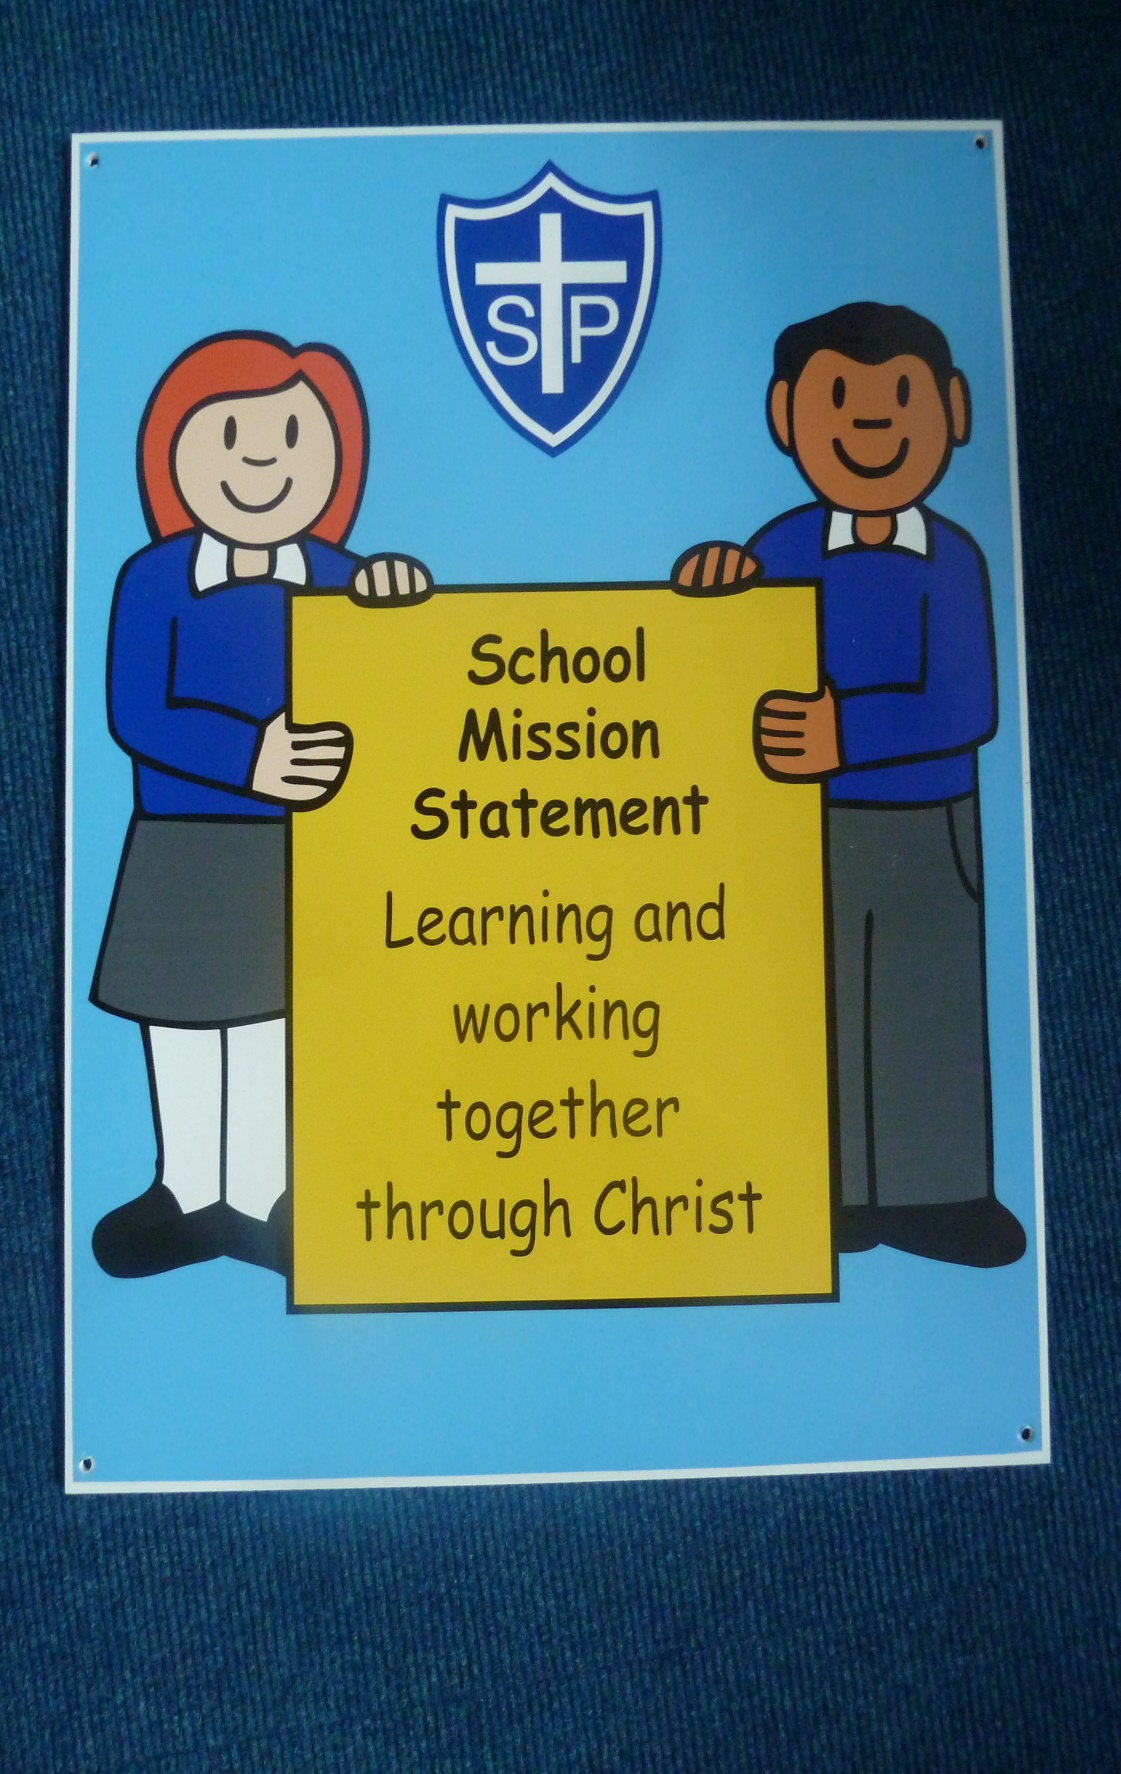 SP
School
Mission
Statement
Learning and
working
together
through Christ